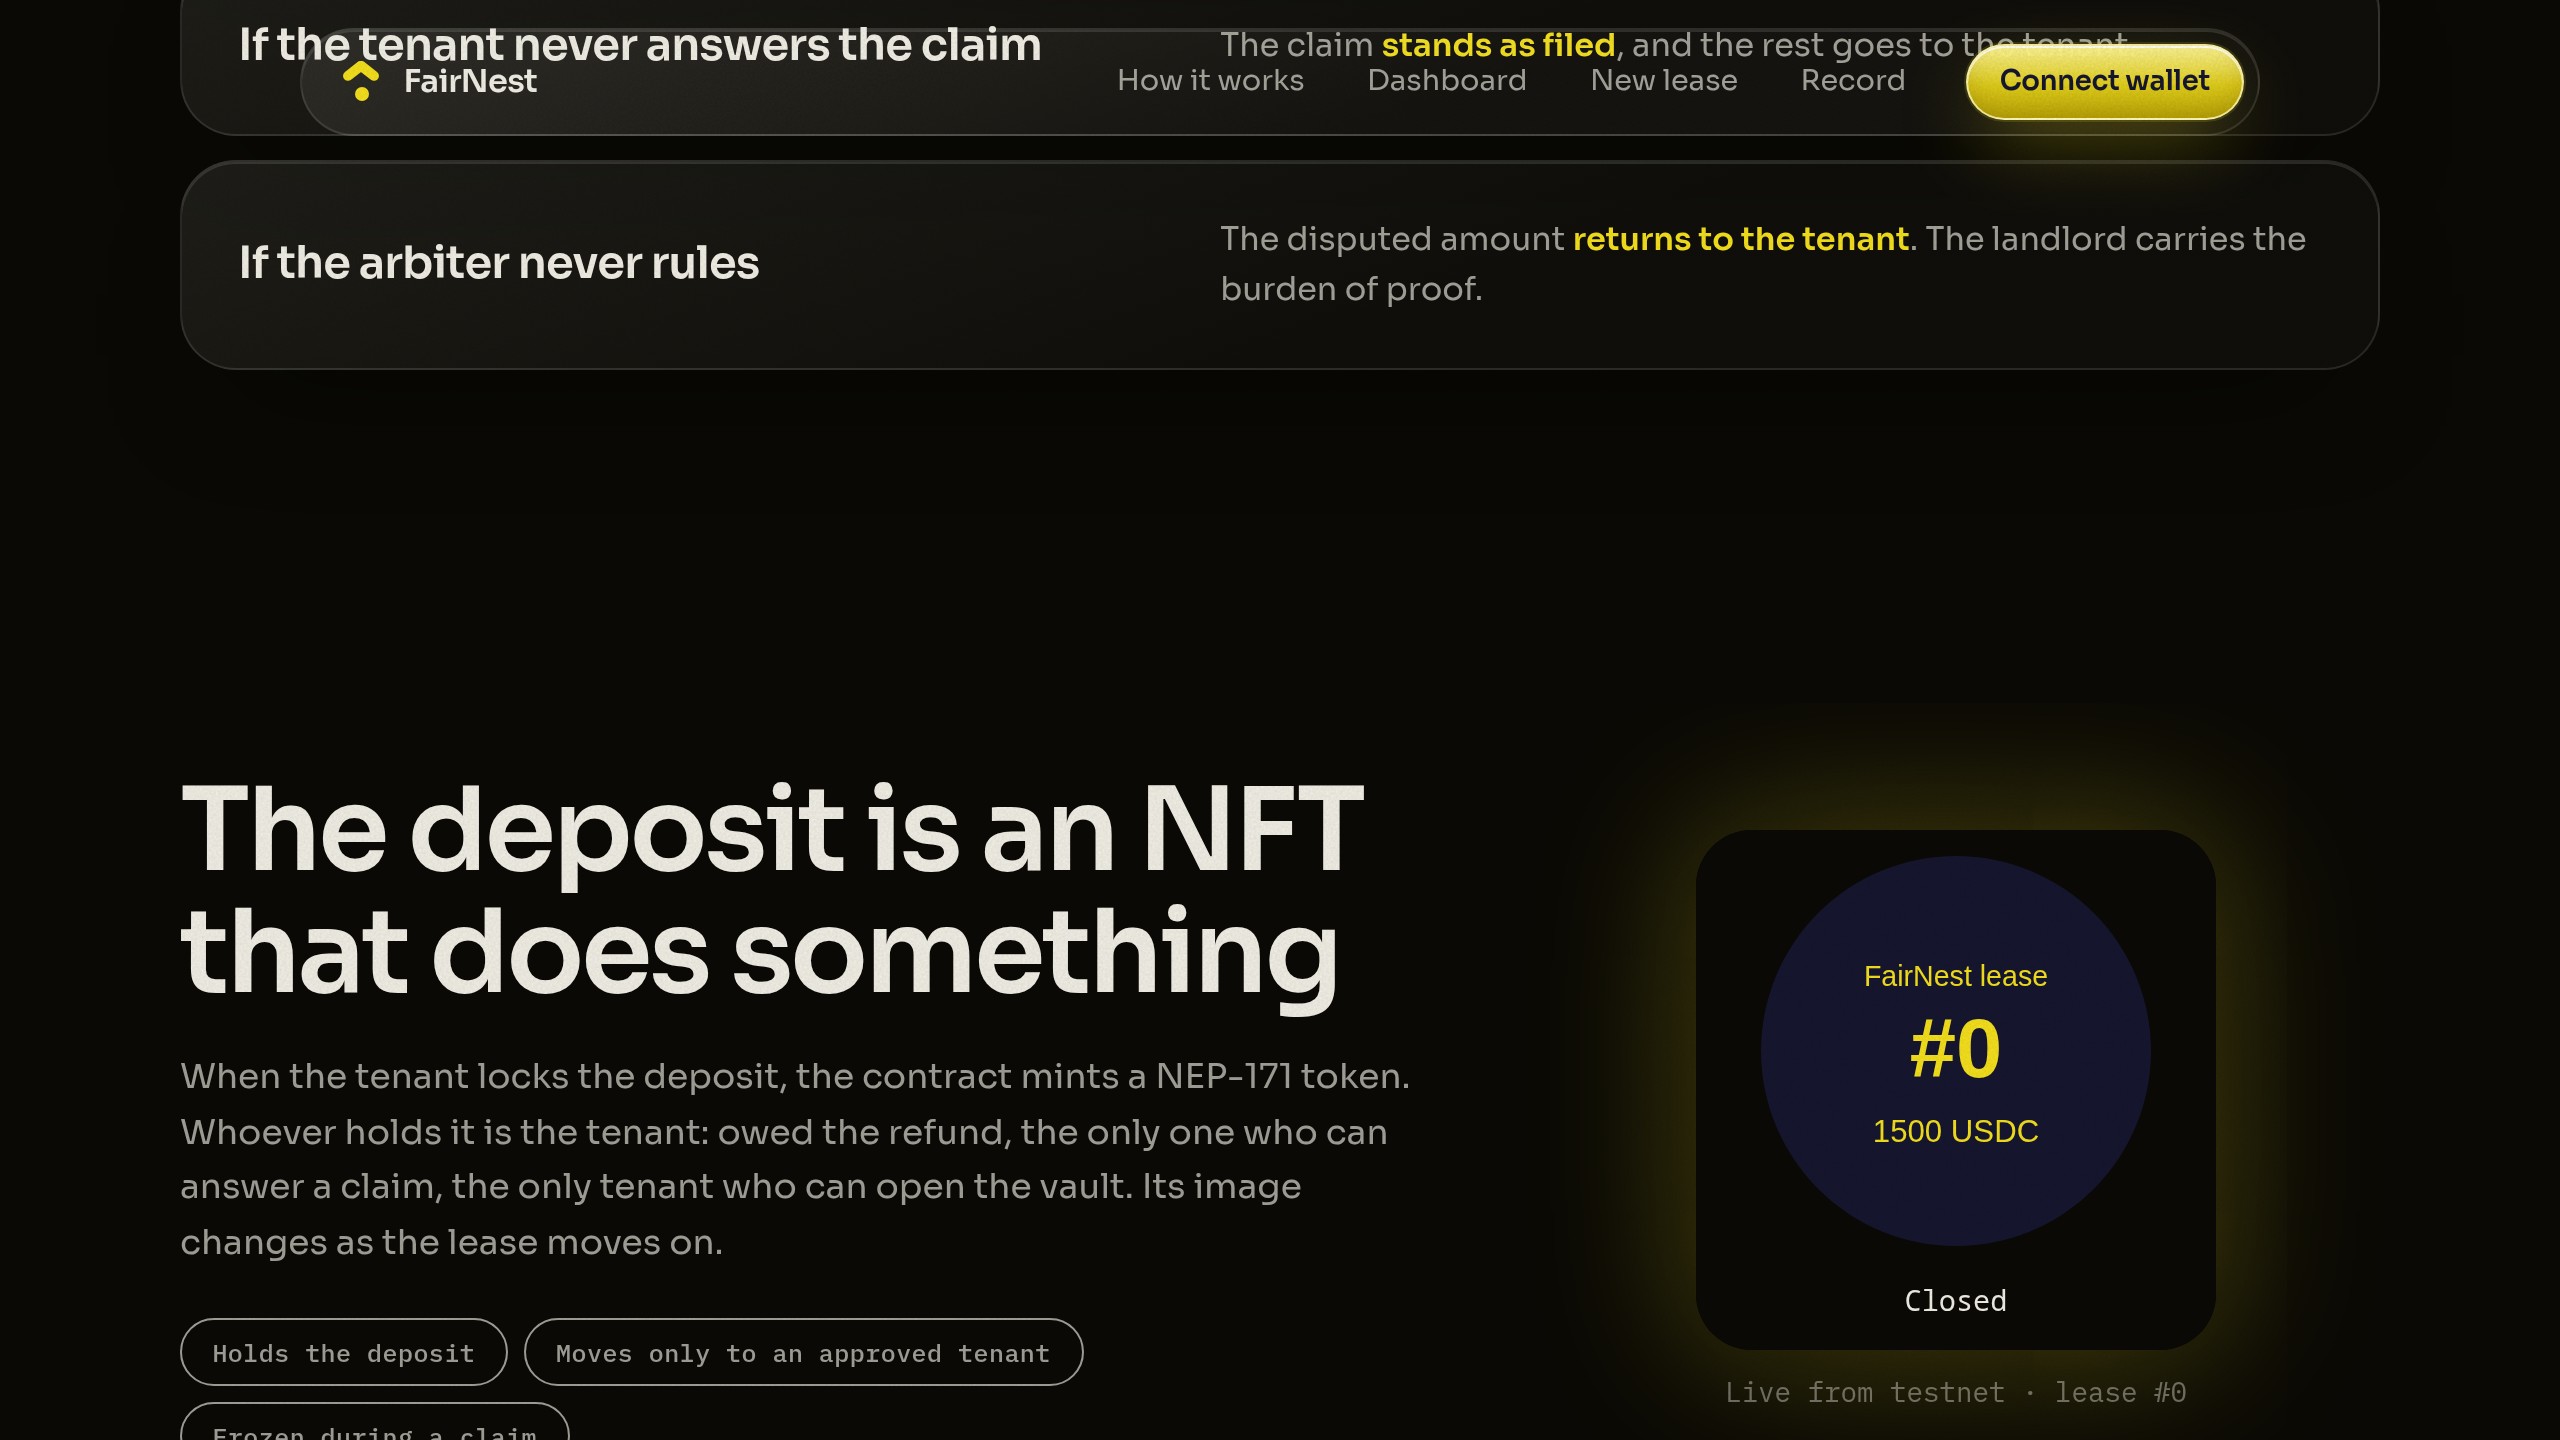 If the tenant never answers the claim
The claim stands as filed, and the rest goes to the tenant.
FairNest
How it works
Dashboard
New lease
Record
Connect wallet
If the arbiter never rules
The disputed amount returns to the tenant. The landlord carries the
burden of proof.
The deposit is an NFT
that does something
When the tenant locks the deposit, the contract mints a NEP-171 token.
Whoever holds it is the tenant: owed the refund, the only one who can
answer a claim, the only tenant who can open the vault. Its image
changes as the lease moves on.
Holds the deposit
Moves only to an approved tenant
Frozen during a claim
FairNest lease
#0
1500 USDC
Closed
Live from testnet · lease #0